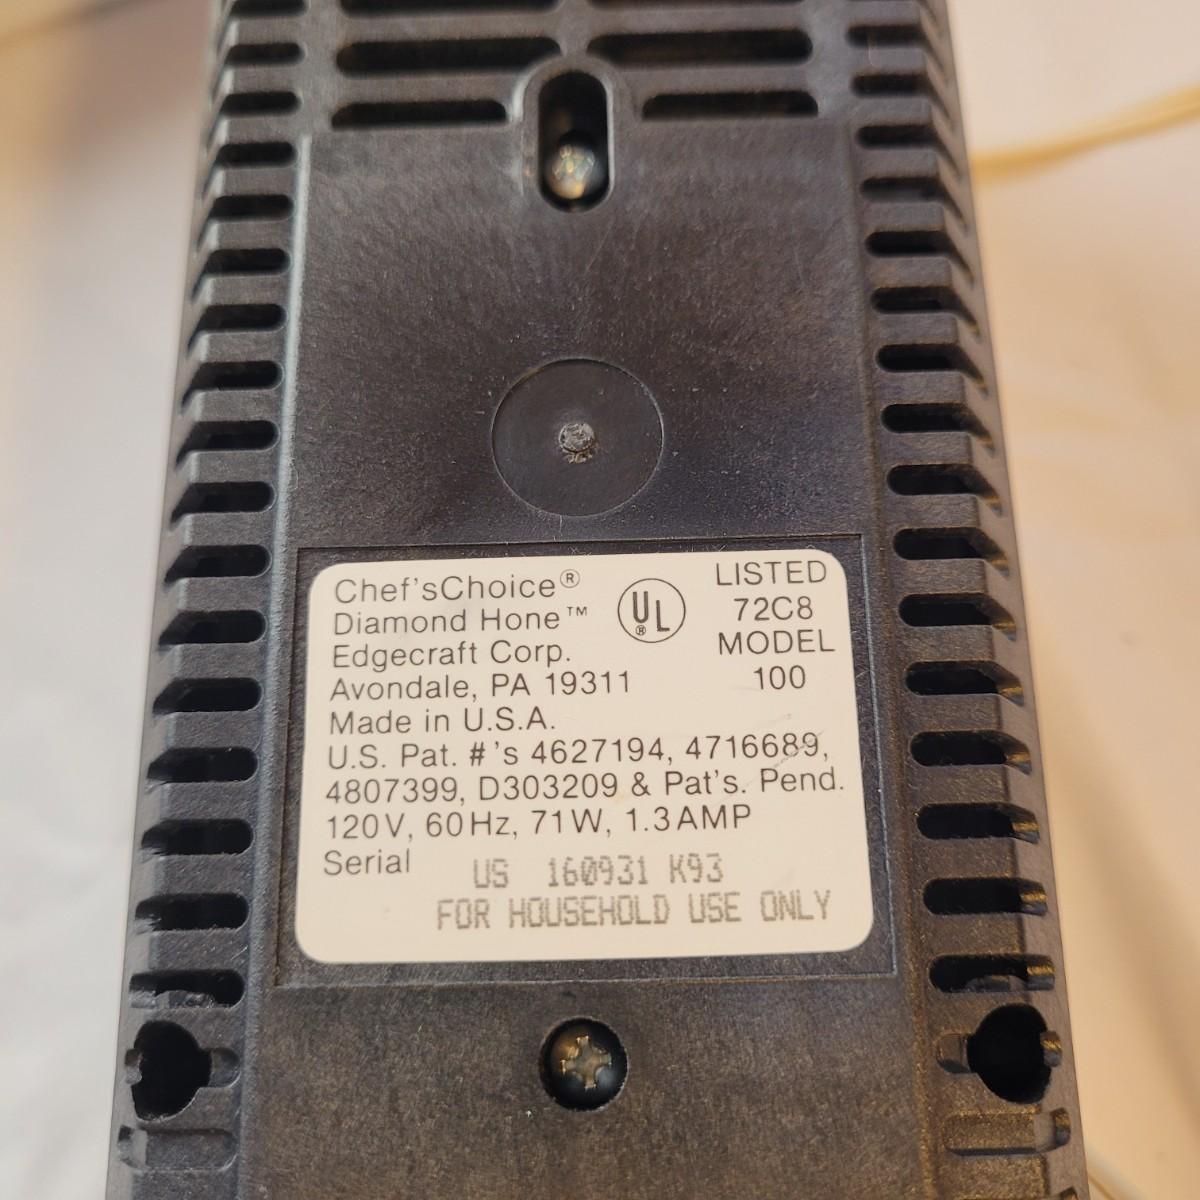 Chef'sChoice®
Diamond Hone™
Edgecraft Corp.
Avondale, PA 19311
Made in U.S.A.
UL®
LISTED
72C8
MODEL
100
U.S. Pat. #'s 4627194, 4716689,
4807399, D303209 & Pat's. Pend.
120V, 60Hz, 71W, 1.3AMP
Serial US 160931 K93
FOR HOUSEHOLD USE ONLY